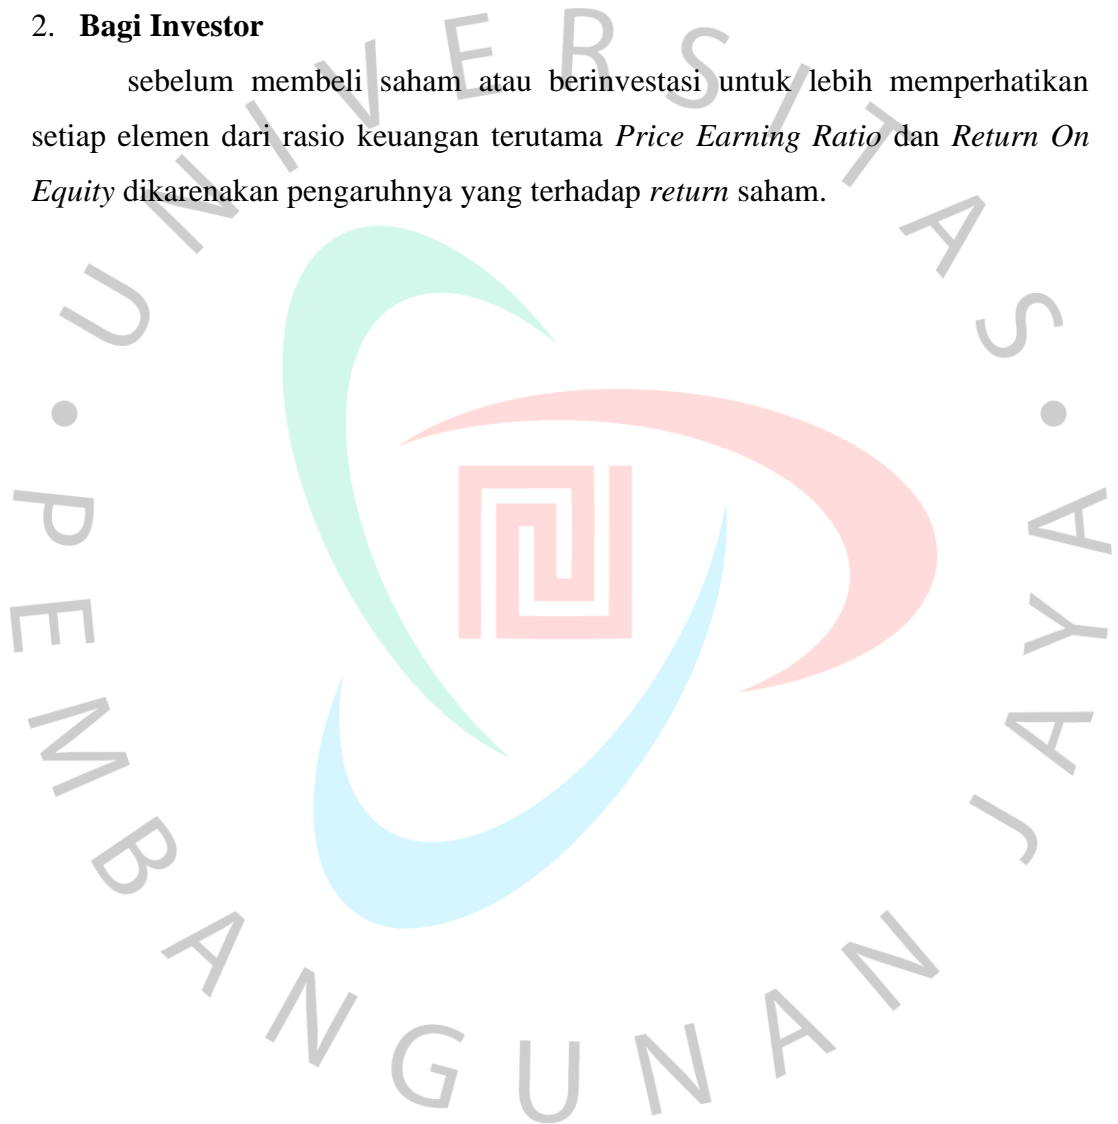 2. Bagi Investor
sebelum membeli saham atau berinvestasi untuk lebih memperhatikan
setiap elemen dari rasio keuangan terutama Price Earning Ratio dan Return On
Equity dikarenakan pengaruhnya yang terhadap return saham.
UNIVERSITAS
• PEMBANGUNAN JAYA •